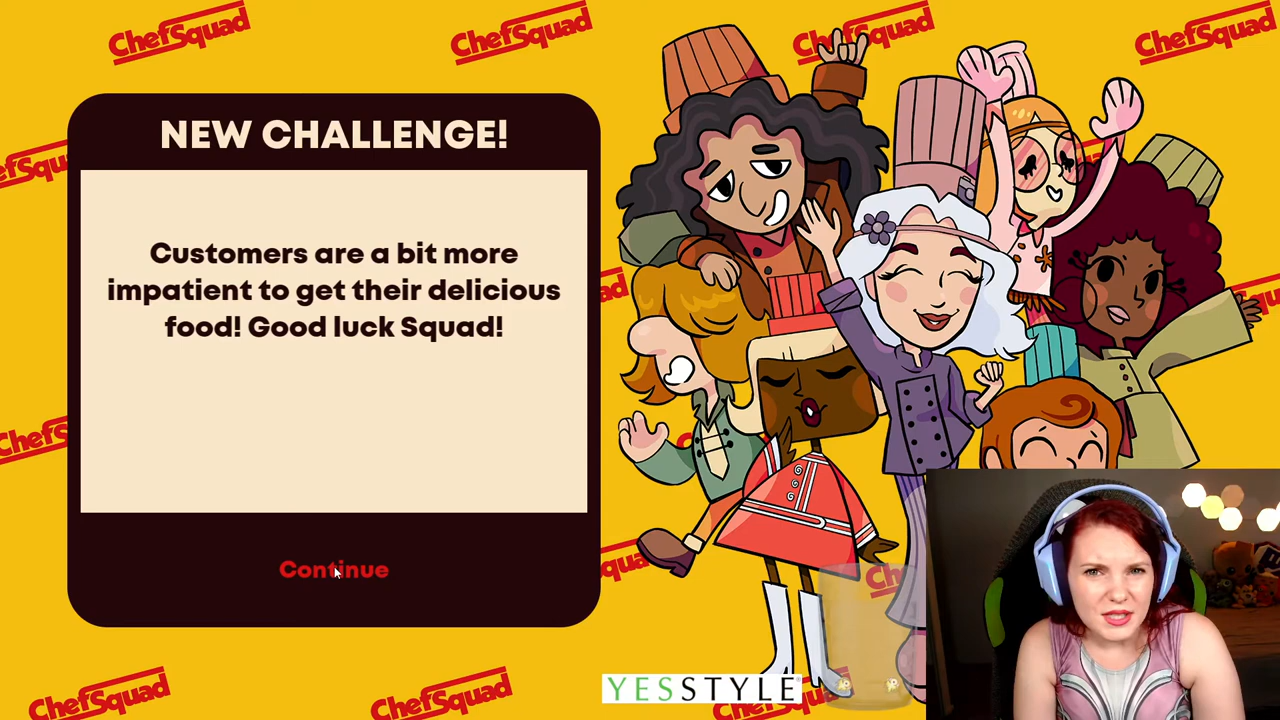 ChefSquad
ChefSquad
ChefSquad
ChefSquad
NEW CHALLENGE!
Customers are a bit more
impatient to get their delicious
food! Good luck Squad!
Continue
YESSTYLE
ChefSquad
ChefSquad